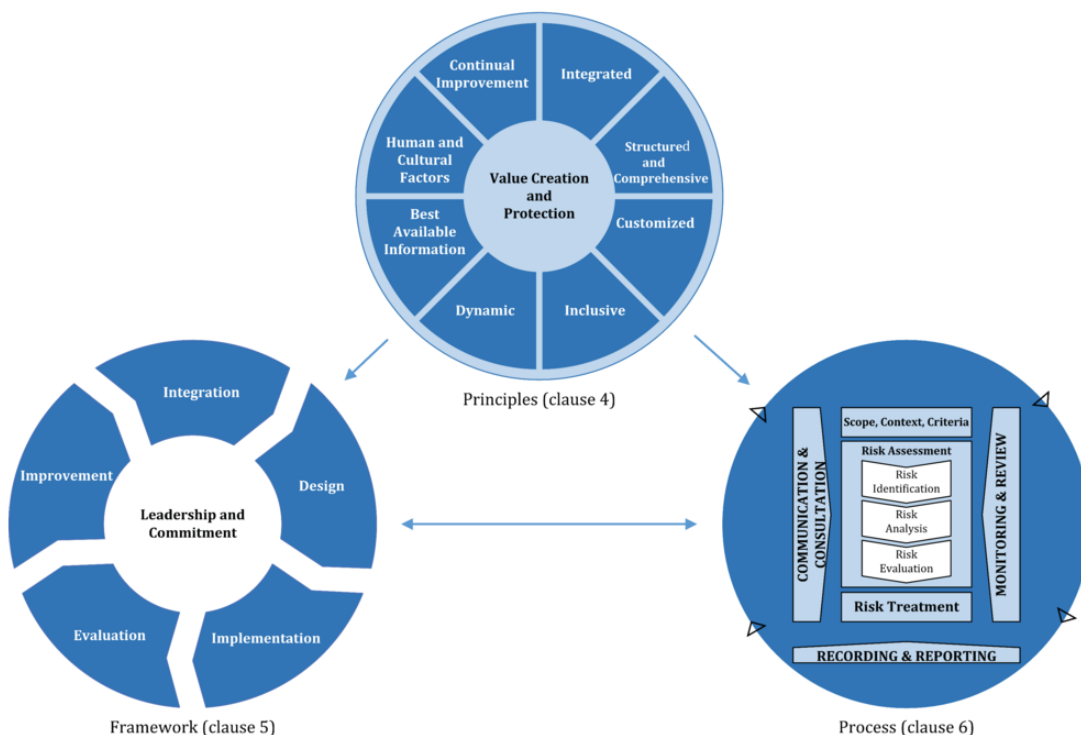 Continual
Improvement
Integrated
Human and
Cultural
Factors
Structured
and
Comprehensive
Value Creation
and
Protection
Best
Available
Information
Customized
Dynamic
Inclusive
Principles (clause 4)
Integration
Improvement
Design
Leadership and
Commitment
Evaluation
Implementation
Framework (clause 5)
Scope, Context, Criteria
COMMUNICATION &
CONSULTATION
Risk Assessment
Risk
Identification
Risk
Analysis
Risk
Evaluation
MONITORING & REVIEW
Risk Treatment
RECORDING & REPORTING
Process (clause 6)